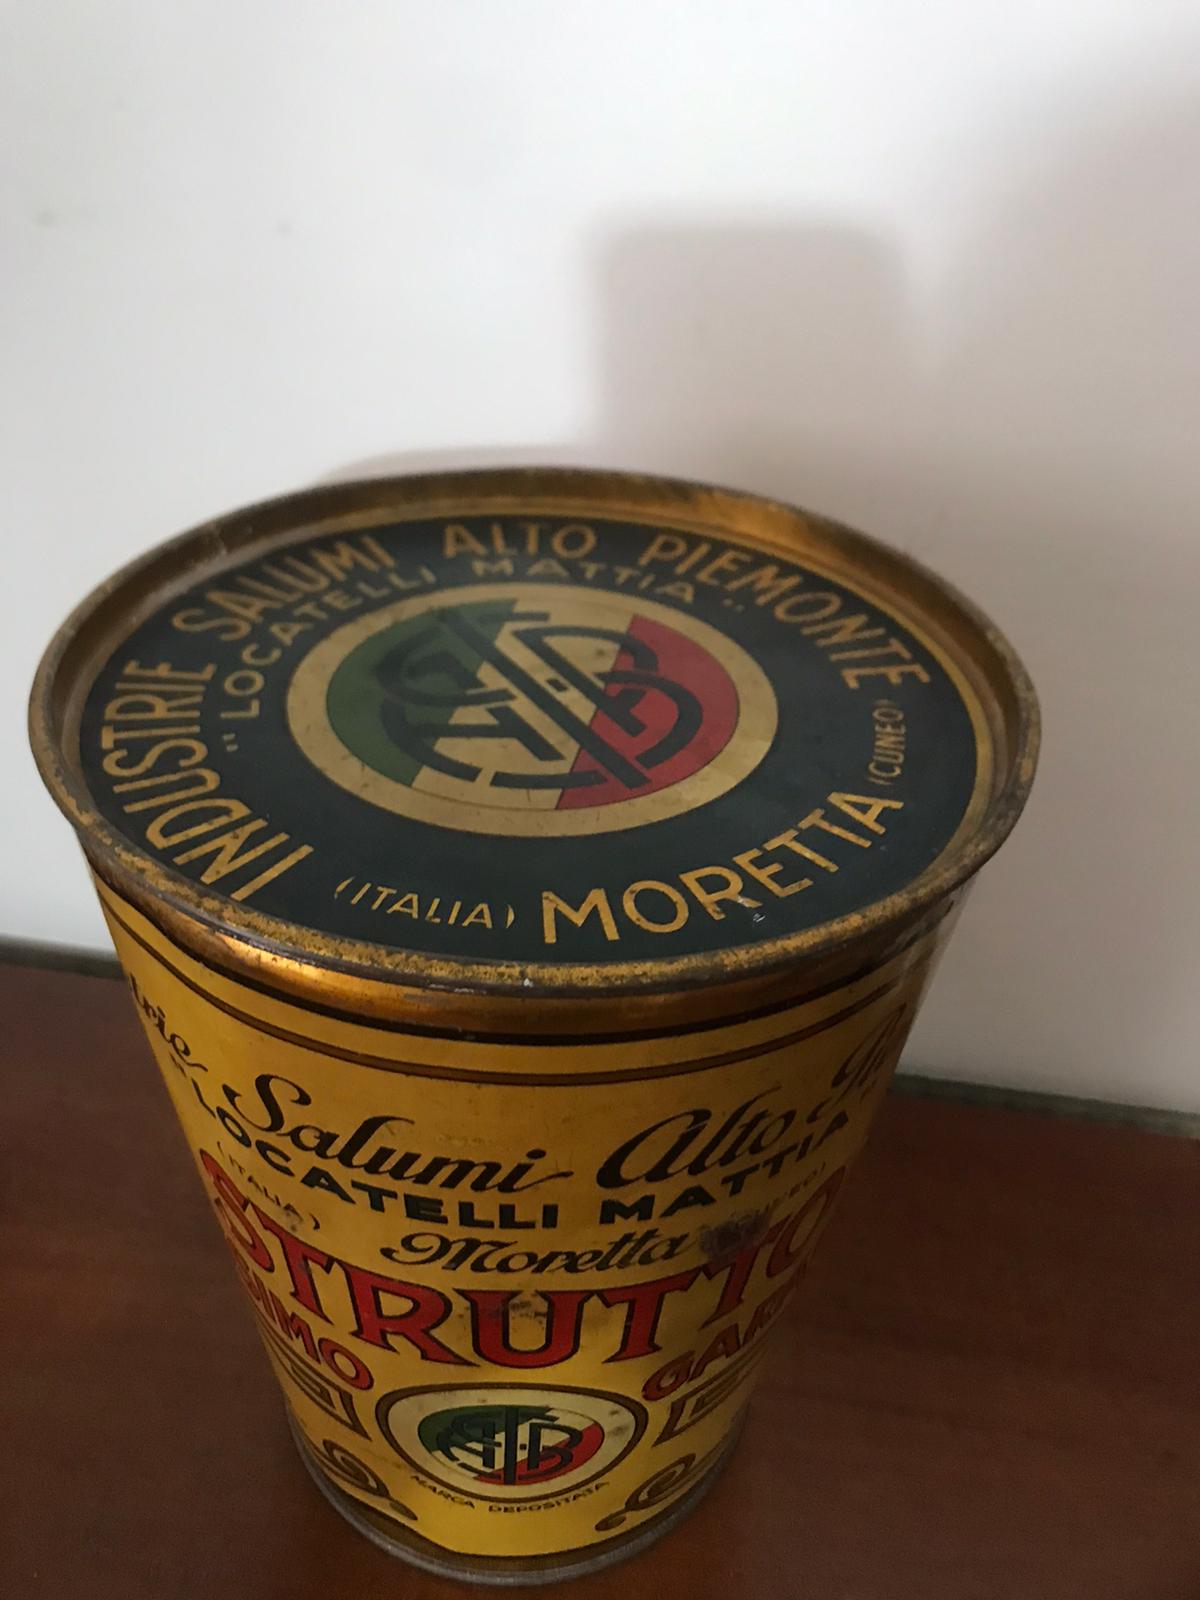 INDUSTRIE SALUMI ALTO PIEMONTE
"LOCATELLI MATTIA"
MORETTA (CUNEO)
(ITALIA)
Salumi Alto
"LOCATELLI MATTIA"
(ITALIA) Moretta
STRUTTO
MARCA DEPOSITATA